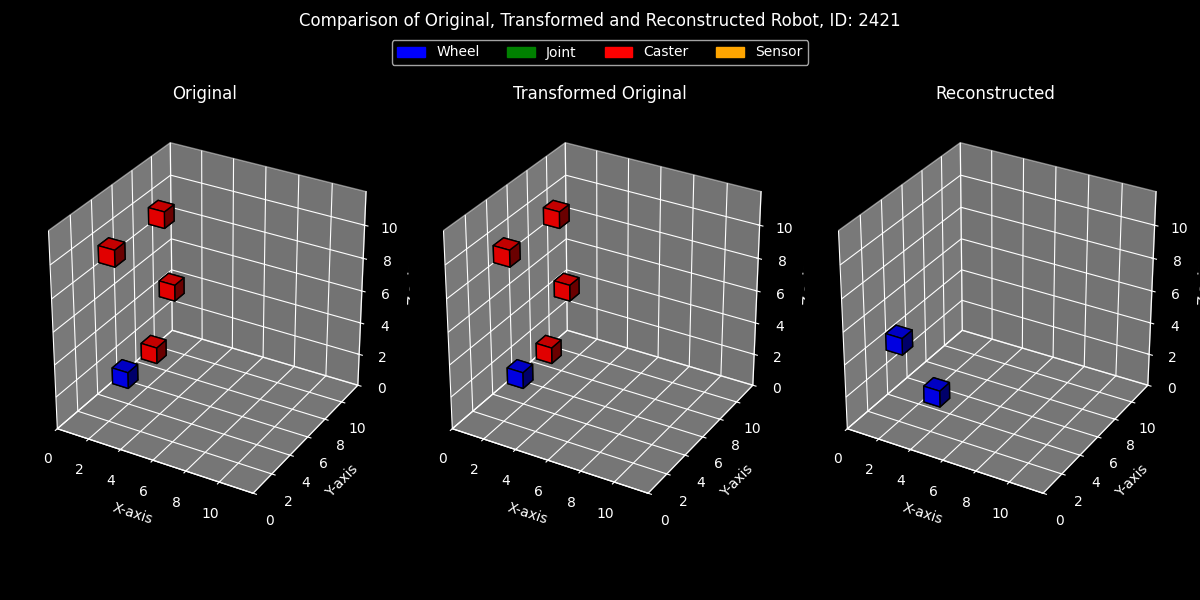 Comparison of Original, Transformed and Reconstructed Robot, ID: 2421
Wheel Joint Caster Sensor
Original Transformed Original Reconstructed
10 10 10
8 8 8
6 6 6
4 4 4
2 2 2
0 0 0
0 2 4 6 8 10 0 2 4 6 8 10 0 2 4 6 8 10
0 2 4 6 8 10 0 2 4 6 8 10 0 2 4 6 8 10
X-axis Y-axis X-axis Y-axis X-axis Y-axis